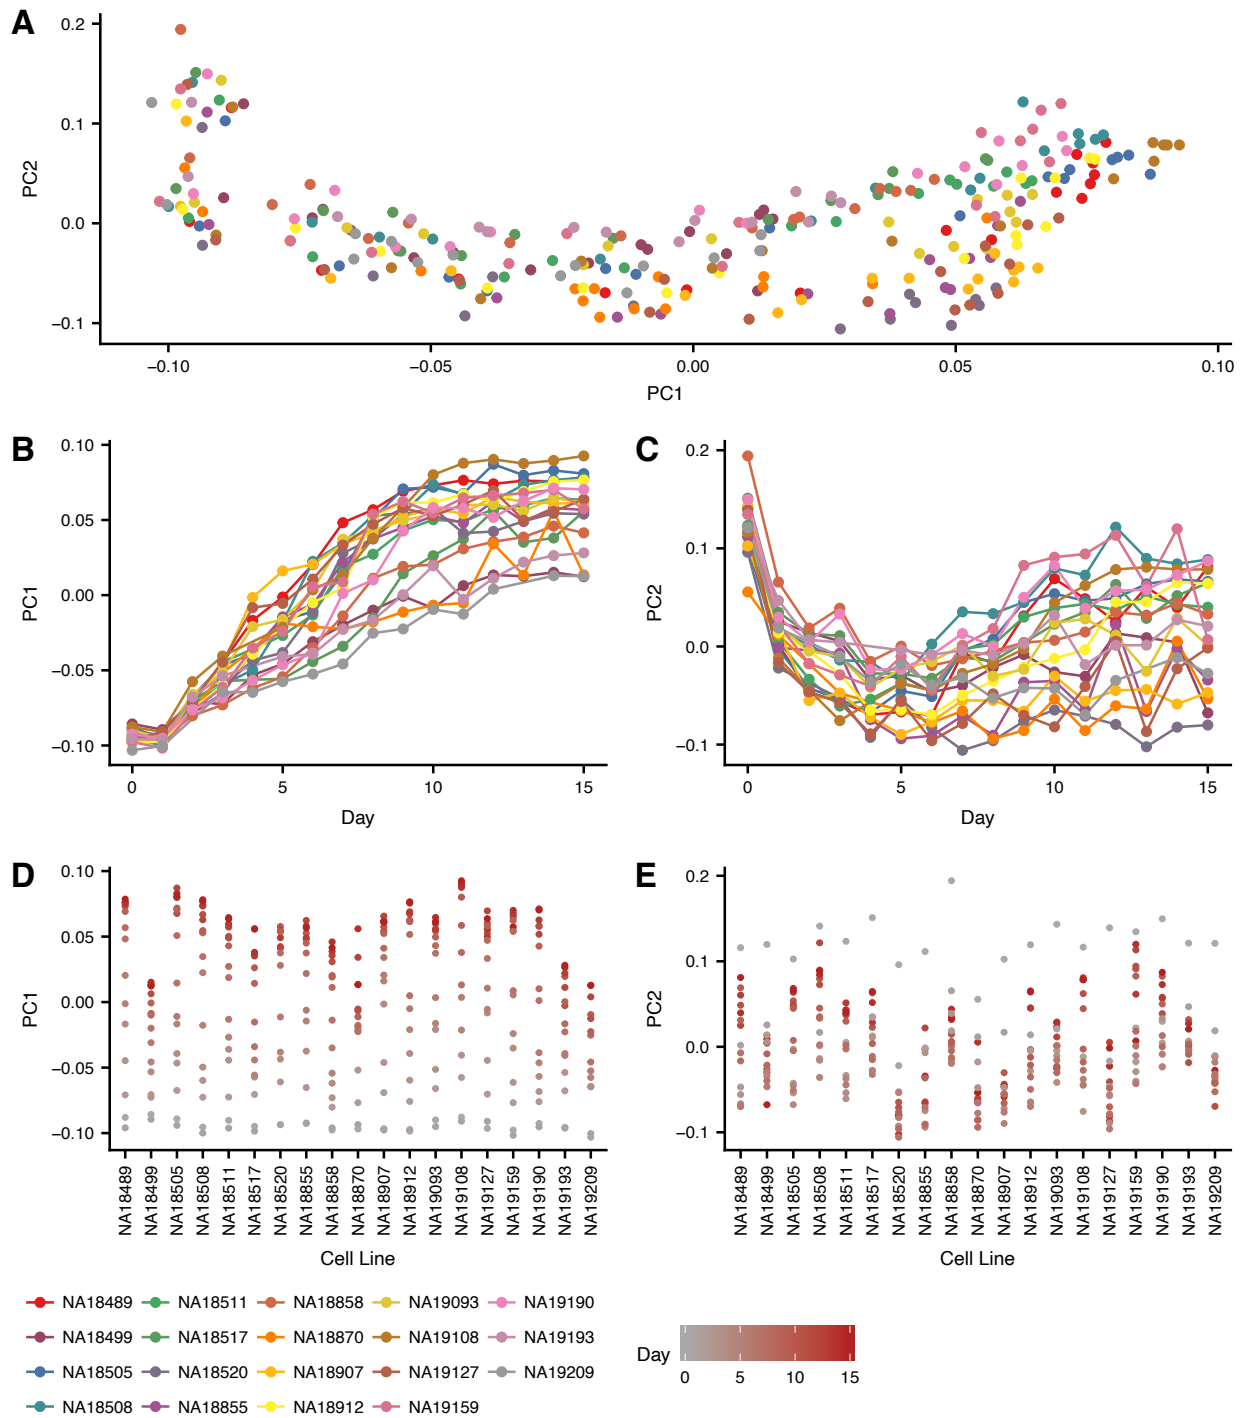 A
0.2
0.1
0.0
−0.1
PC2
−0.10
−0.05
0.00
0.05
0.10
PC1
B
0.10
0.05
0.00
−0.05
−0.10
PC1
0
5
10
15
Day
C
0.2
0.1
0.0
−0.1
PC2
0
5
10
15
Day
D
0.10
0.05
0.00
−0.05
−0.10
PC1
NA18489
NA18499
NA18505
NA18508
NA18511
NA18517
NA18520
NA18855
NA18858
NA18870
NA18907
NA18912
NA19093
NA19108
NA19127
NA19159
NA19190
NA19193
NA19209
Cell Line
E
0.2
0.1
0.0
−0.1
PC2
NA18489
NA18499
NA18505
NA18508
NA18511
NA18517
NA18520
NA18855
NA18858
NA18870
NA18907
NA18912
NA19093
NA19108
NA19127
NA19159
NA19190
NA19193
NA19209
Cell Line
NA18489 NA18511 NA18858 NA19093 NA19190
NA18499 NA18517 NA18870 NA19108 NA19193
NA18505 NA18520 NA18907 NA19127 NA19209
NA18508 NA18855 NA18912 NA19159
Day
0 5 10 15